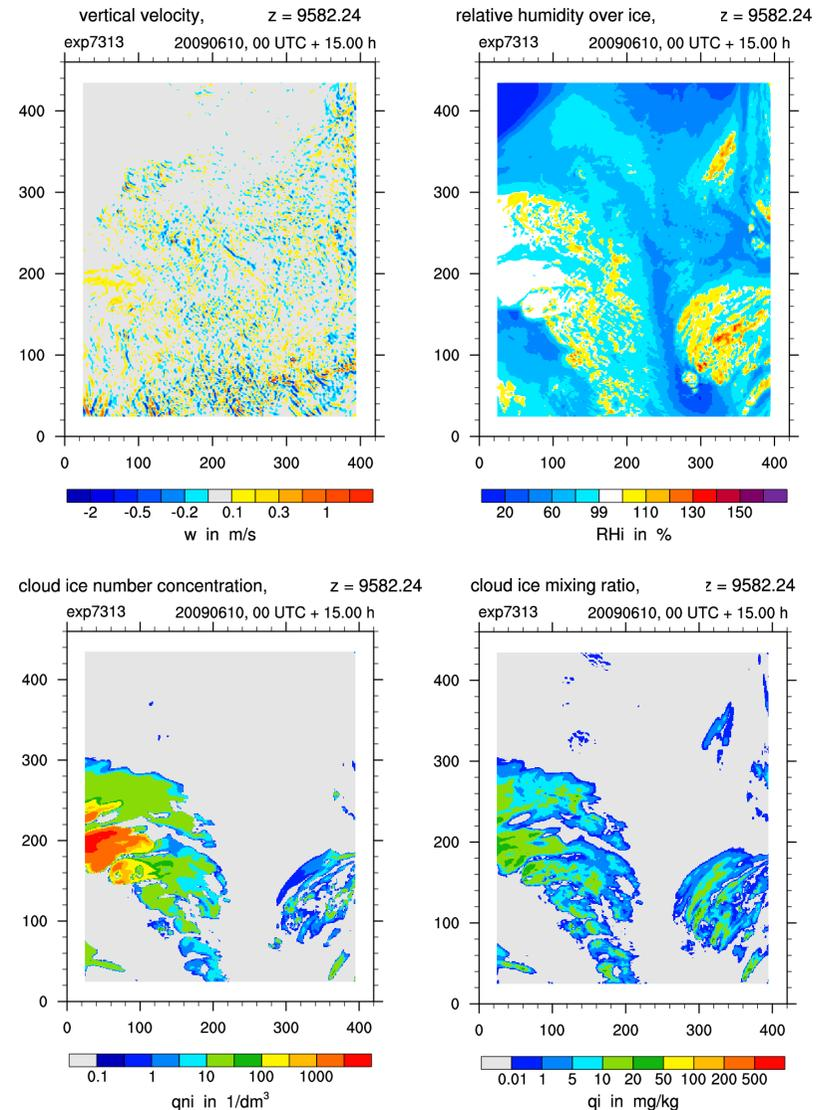 vertical velocity, z = 9582.24
exp7313 20090610, 00 UTC + 15.00 h
400
300
200
100
0
0 100 200 300 400
-2 -0.5 -0.2 0.1 0.3 1
w in m/s
relative humidity over ice, z = 9582.24
exp7313 20090610, 00 UTC + 15.00 h
400
300
200
100
0
0 100 200 300 400
20 60 99 110 130 150
RHi in %
cloud ice number concentration, z = 9582.24
exp7313 20090610, 00 UTC + 15.00 h
400
300
200
100
0
0 100 200 300 400
0.1 1 10 100 1000
qni in 1/dm³
cloud ice mixing ratio, z = 9582.24
exp7313 20090610, 00 UTC + 15.00 h
400
300
200
100
0
0 100 200 300 400
0.01 1 5 10 20 50 100 200 500
qi in mg/kg